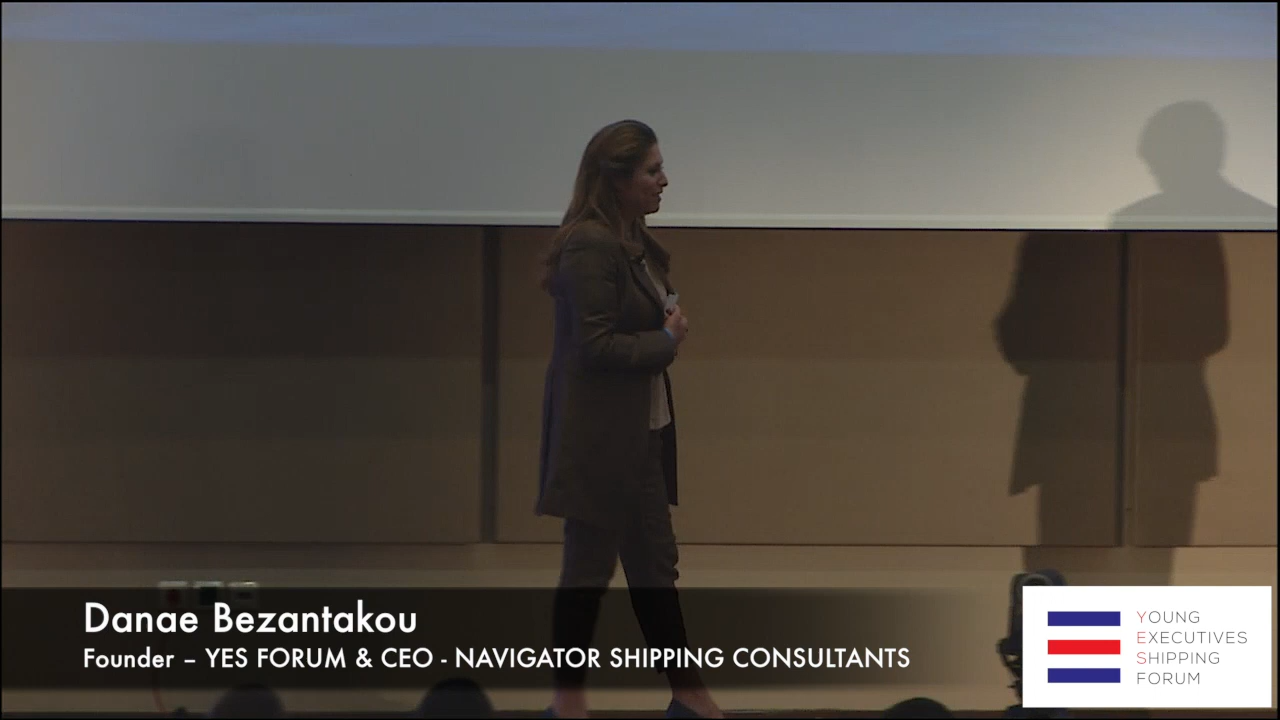 Danae Bezantakou
Founder – YES FORUM & CEO - NAVIGATOR SHIPPING CONSULTANTS
YOUNG
EXECUTIVES
SHIPPING
FORUM